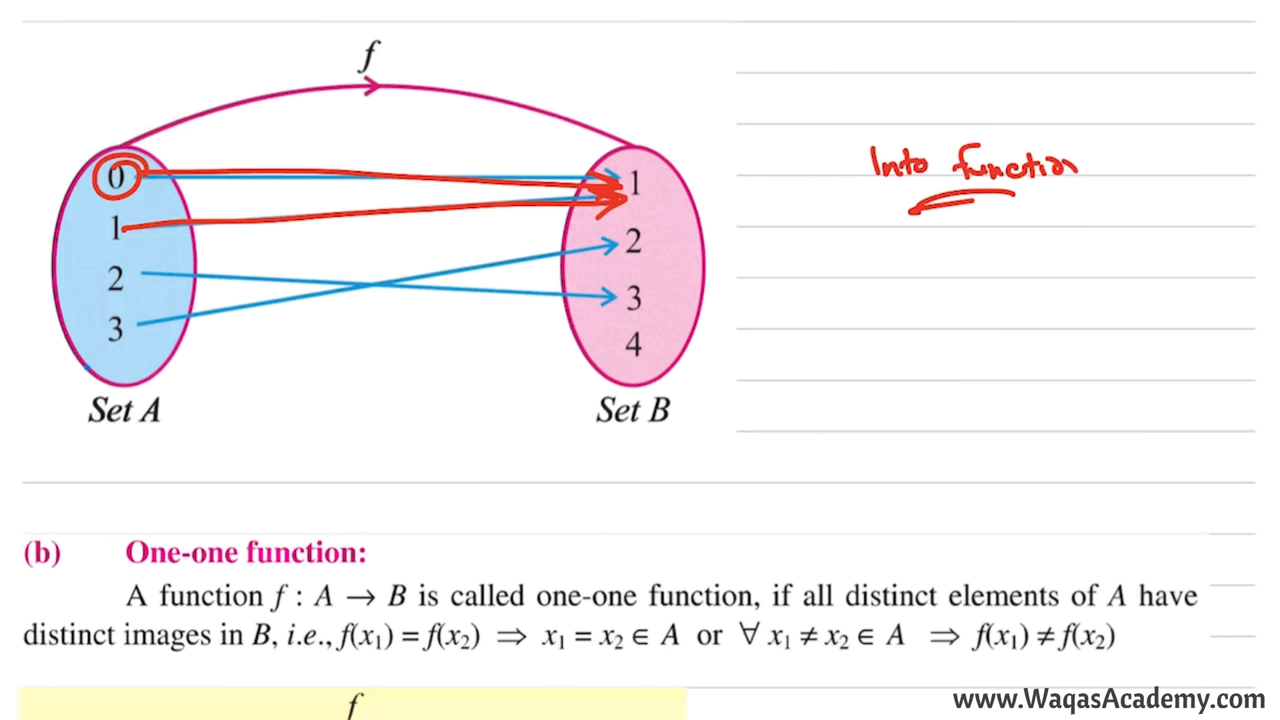 f
0
1
2
3
1
2
3
4
Set A
Set B
Into function
(b) One-one function:
A function f : A → B is called one-one function, if all distinct elements of A have
distinct images in B, i.e., f(x₁) = f(x₂) ⇒ x₁ = x₂ ∈ A or ∀ x₁ ≠ x₂ ∈ A ⇒ f(x₁) ≠ f(x₂)
f
www.WaqasAcademy.com